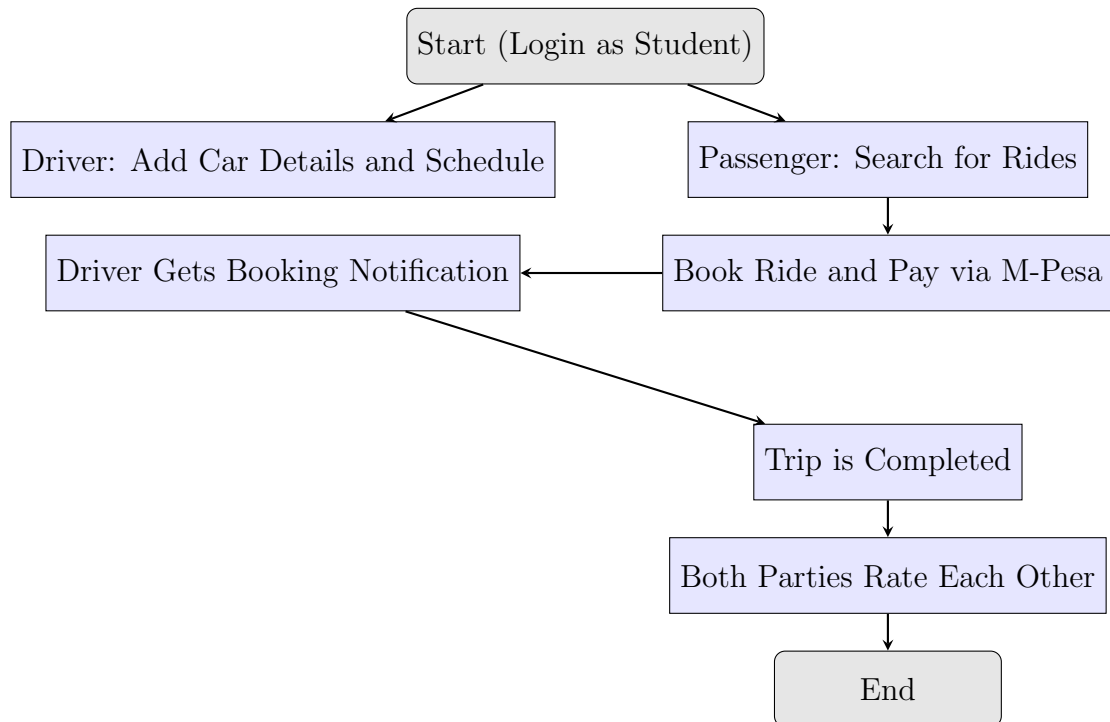 Start (Login as Student)
Driver: Add Car Details and Schedule
Passenger: Search for Rides
Driver Gets Booking Notification
Book Ride and Pay via M-Pesa
Trip is Completed
Both Parties Rate Each Other
End